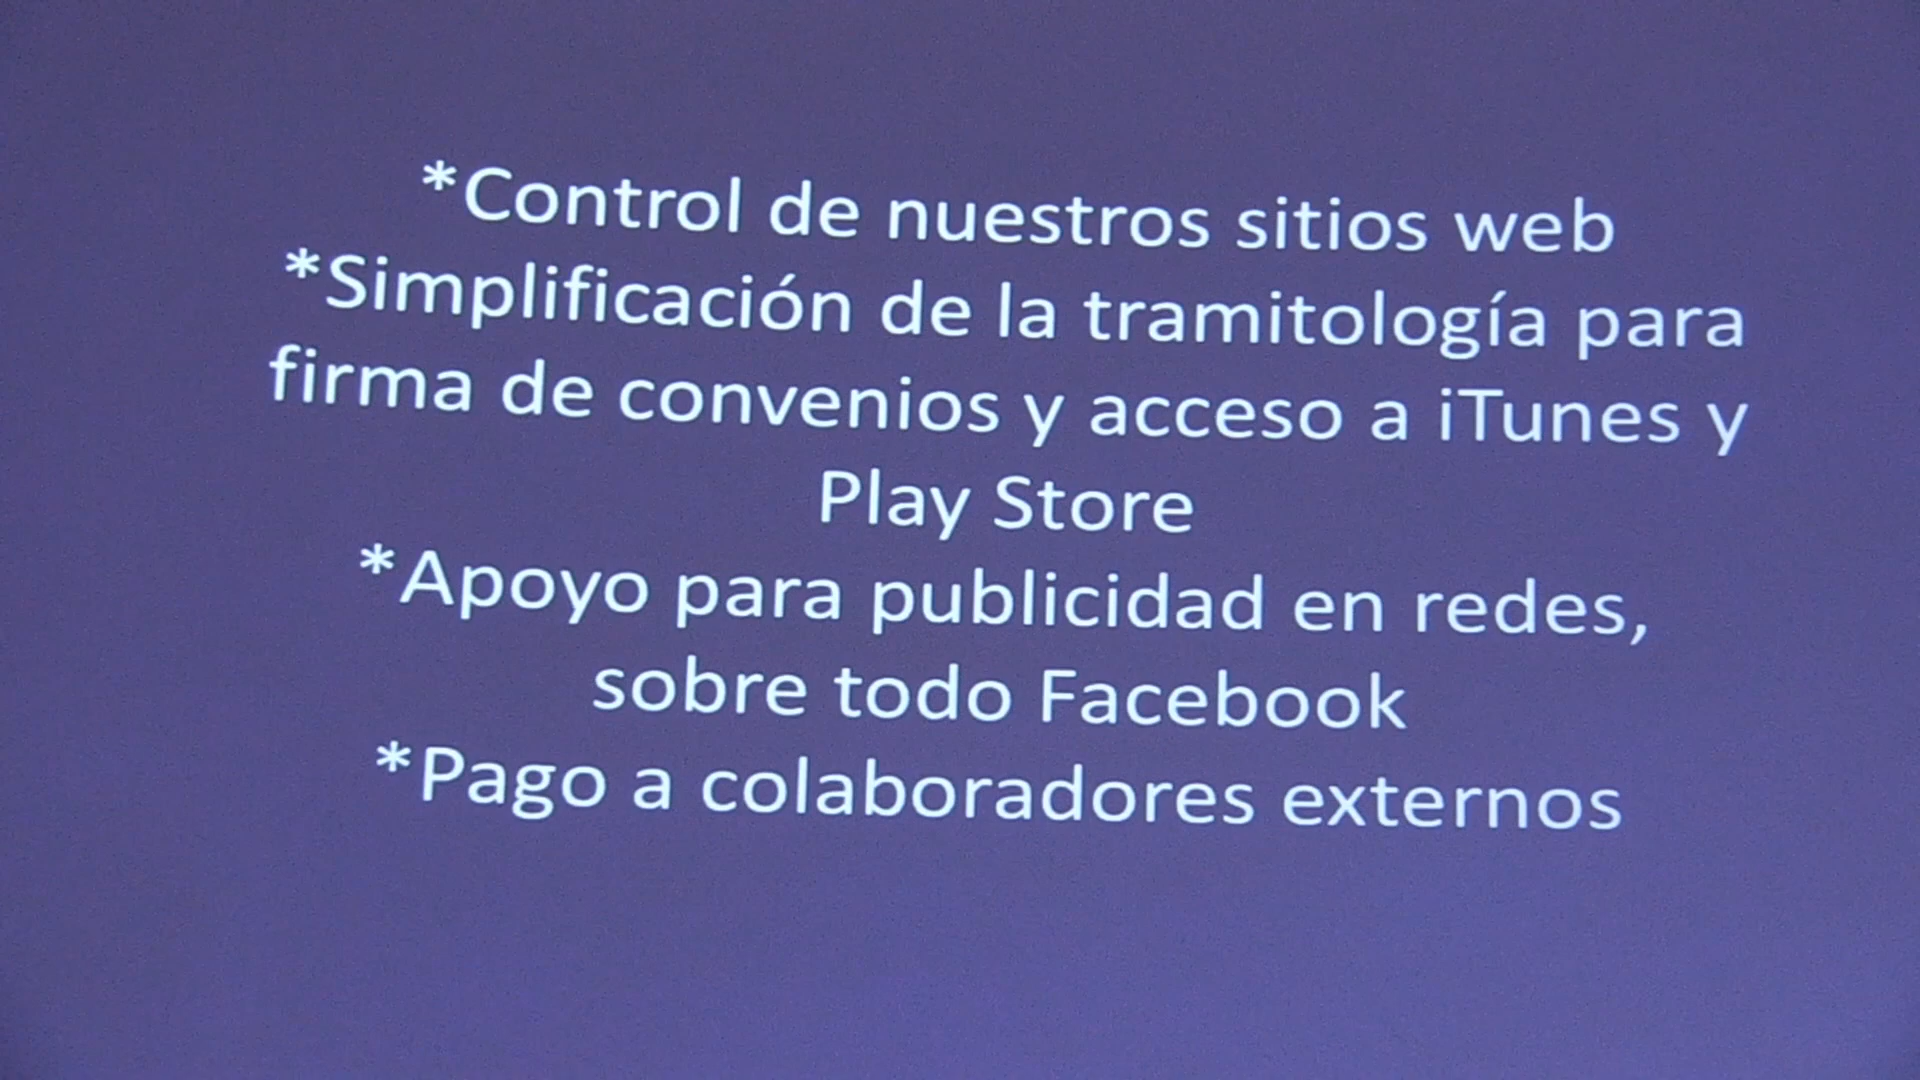 *Control de nuestros sitios web
*Simplificación de la tramitología para
firma de convenios y acceso a iTunes y
Play Store
*Apoyo para publicidad en redes,
sobre todo Facebook
*Pago a colaboradores externos